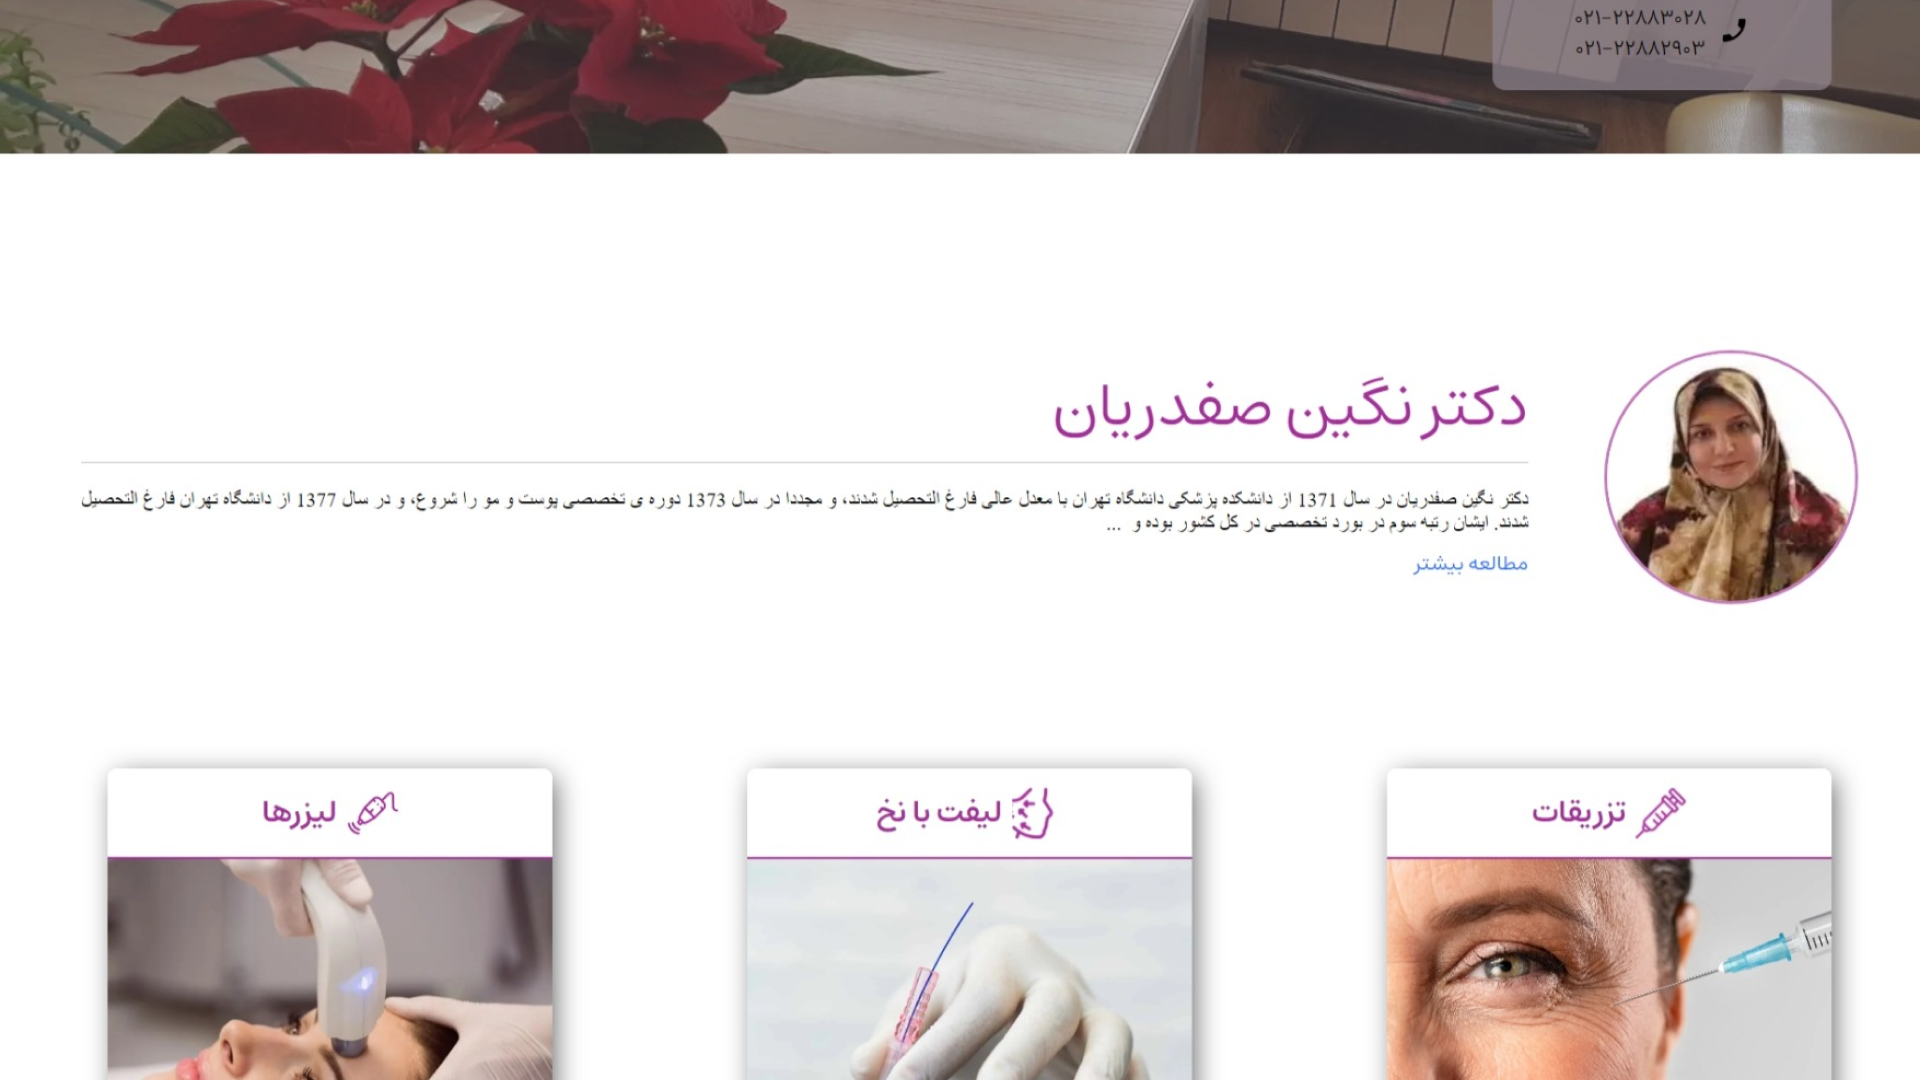 ۰۲۱-۲۲۸۸۳۰۲۸
۰۲۱-۲۲۸۸۲۹۰۳
دکتر نگین صفدریان
دکتر نگین صفدریان در سال 1371 از دانشکده پزشکی دانشگاه تهران با معدل عالی فارغ التحصیل شدند، و مجددا در سال 1373 دوره ی تخصصی پوست و مو را شروع، و در سال 1377 از دانشگاه تهران فارغ التحصیل
شدند. ایشان رتبه سوم در بورد تخصصی در کل کشور بوده و ...
مطالعه بیشتر
تزریقات
لیفت با نخ
لیزرها